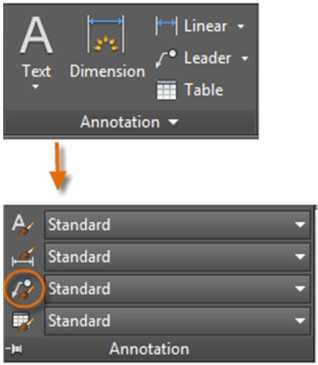 A
Text
Dimension
Linear
Leader
Table
Annotation
Standard
Standard
Standard
Standard
Annotation